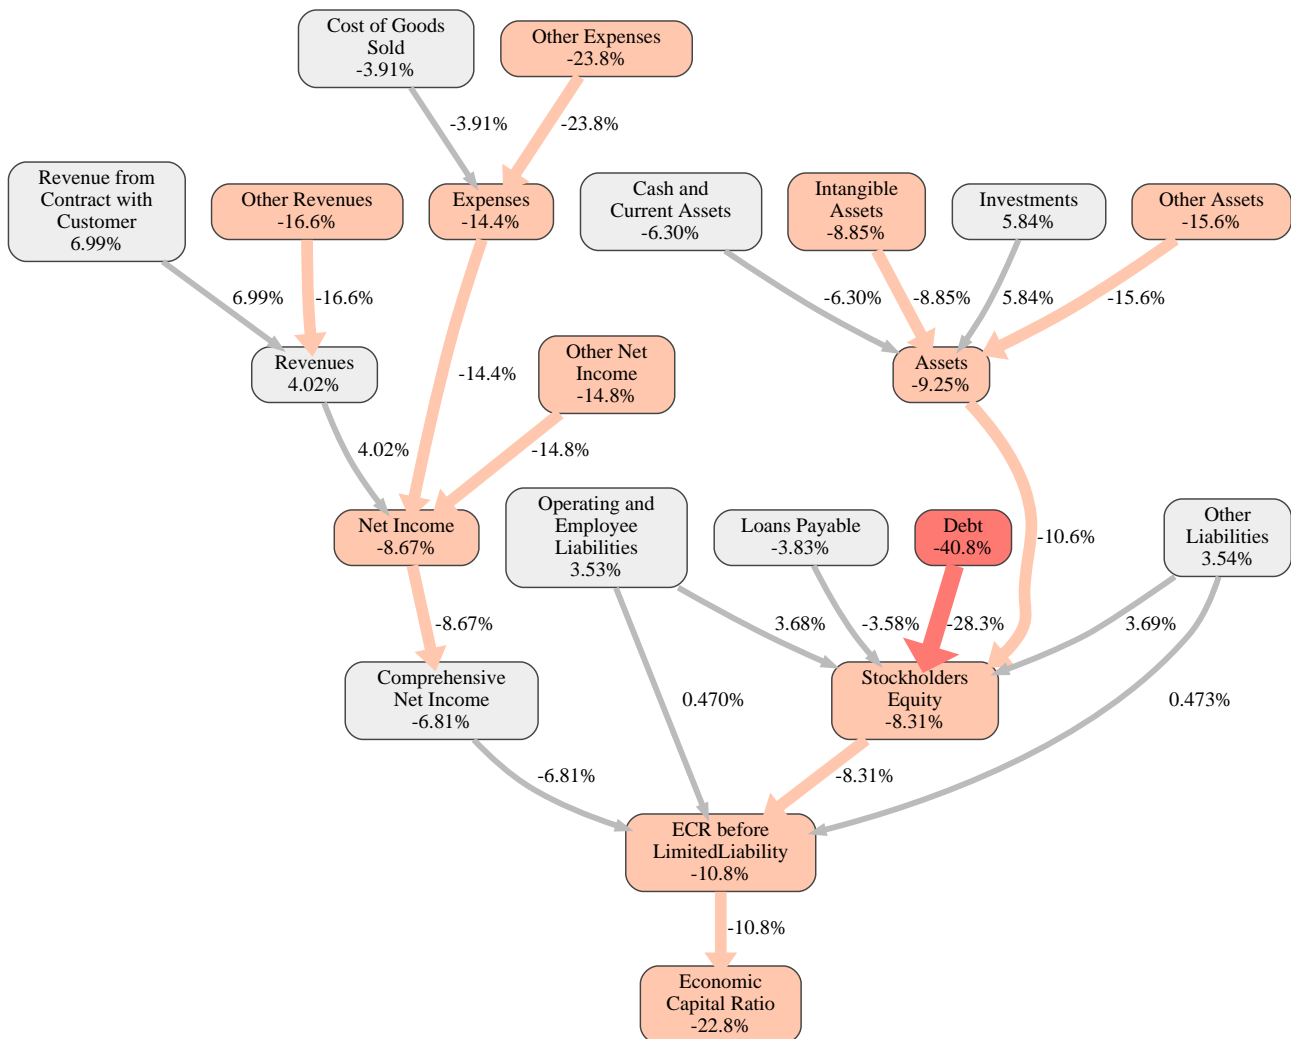 Cost of Goods
Sold
-3.91%
Other Expenses
-23.8%
-3.91%
-23.8%
Revenue from
Contract with
Customer
6.99%
Other Revenues
-16.6%
Expenses
-14.4%
Cash and
Current Assets
-6.30%
Intangible
Assets
-8.85%
Investments
5.84%
Other Assets
-15.6%
6.99%
-16.6%
-6.30%
-8.85%
5.84%
-15.6%
Revenues
4.02%
-14.4%
Other Net
Income
-14.8%
Assets
-9.25%
4.02%
-14.8%
Net Income
-8.67%
Operating and
Employee
Liabilities
3.53%
Loans Payable
-3.83%
Debt
-40.8%
-10.6%
Other
Liabilities
3.54%
-8.67%
3.68%
-3.58%
-28.3%
3.69%
Comprehensive
Net Income
-6.81%
0.470%
Stockholders
Equity
-8.31%
0.473%
-6.81%
-8.31%
ECR before
LimitedLiability
-10.8%
-10.8%
Economic
Capital Ratio
-22.8%